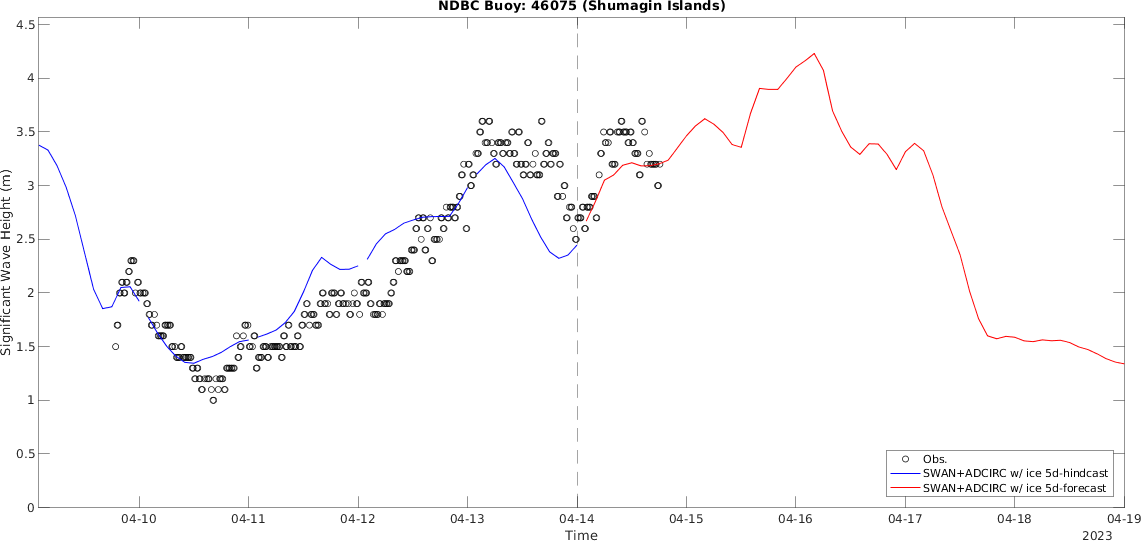 NDBC Buoy: 46075 (Shumagin Islands)
4.5
4
3.5
3
2.5
2
1.5
1
0.5
0
Significant Wave Height (m)
Obs.
SWAN+ADCIRC w/ ice 5d-hindcast
SWAN+ADCIRC w/ ice 5d-forecast
04-10 04-11 04-12 04-13 04-14 04-15 04-16 04-17 04-18 04-19
Time
2023